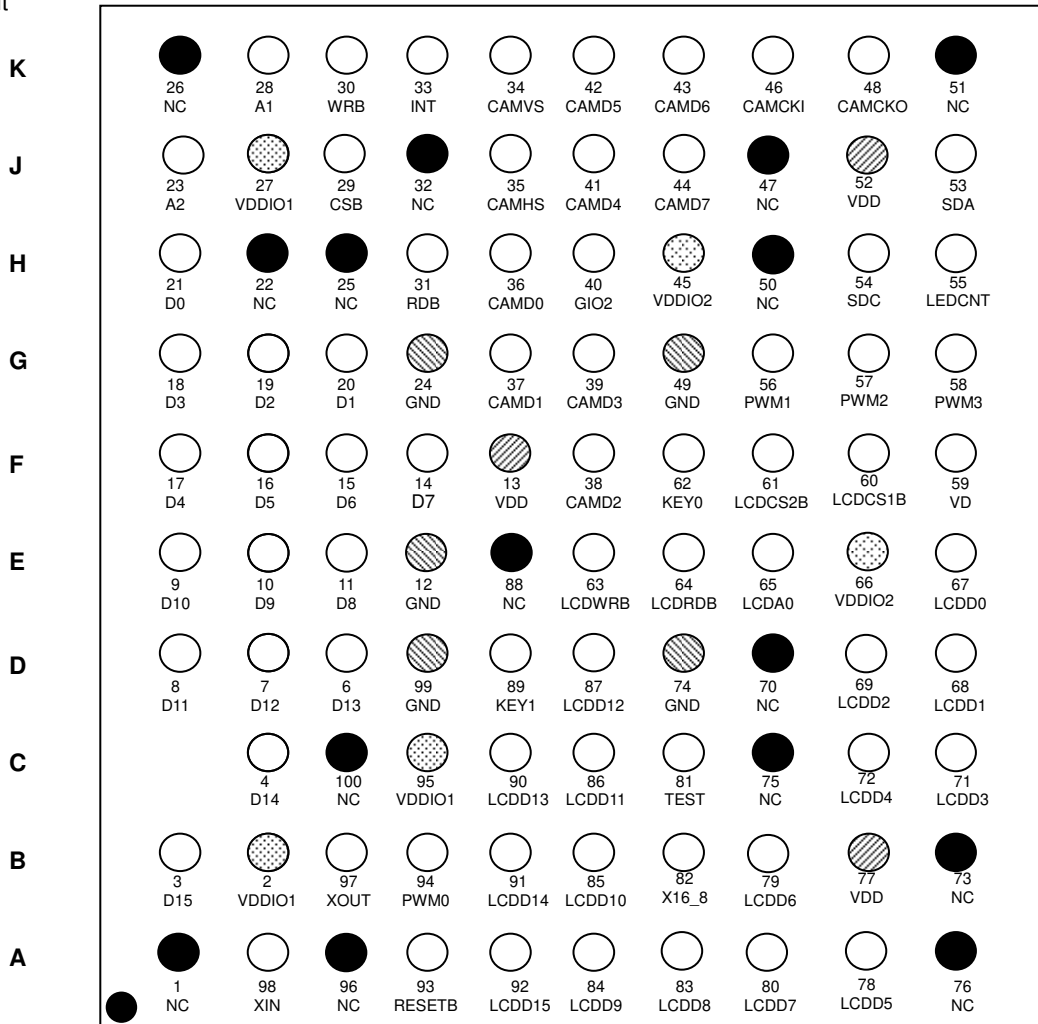 K
26 28 30 33 34 42 43 46 48 51
NC A1 WRB INT CAMVS CAMD5 CAMD6 CAMCKI CAMCKO NC
J
23 27 29 32 35 41 44 47 52 53
A2 VDDIO1 CSB NC CAMHS CAMD4 CAMD7 NC VDD SDA
H
21 22 25 31 36 40 45 50 54 55
D0 NC NC RDB CAMD0 GIO2 VDDIO2 NC SDC LEDCNT
G
18 19 20 24 37 39 49 56 57 58
D3 D2 D1 GND CAMD1 CAMD3 GND PWM1 PWM2 PWM3
F
17 16 15 14 13 38 62 61 60 59
D4 D5 D6 D7 VDD CAMD2 KEY0 LCDCS2B LCDCS1B VD
E
9 10 11 12 88 63 64 65 66 67
D10 D9 D8 GND NC LCDWRB LCDRDB LCDA0 VDDIO2 LCDD0
D
8 7 6 99 89 87 74 70 69 68
D11 D12 D13 GND KEY1 LCDD12 GND NC LCDD2 LCDD1
C
4 100 95 90 86 81 75 72 71
D14 NC VDDIO1 LCDD13 LCDD11 TEST NC LCDD4 LCDD3
B
3 2 97 94 91 85 82 79 77 73
D15 VDDIO1 XOUT PWM0 LCDD14 LCDD10 X16_8 LCDD6 VDD NC
A
1 98 96 93 92 84 83 80 78 76
NC XIN NC RESETB LCDD15 LCDD9 LCDD8 LCDD7 LCDD5 NC